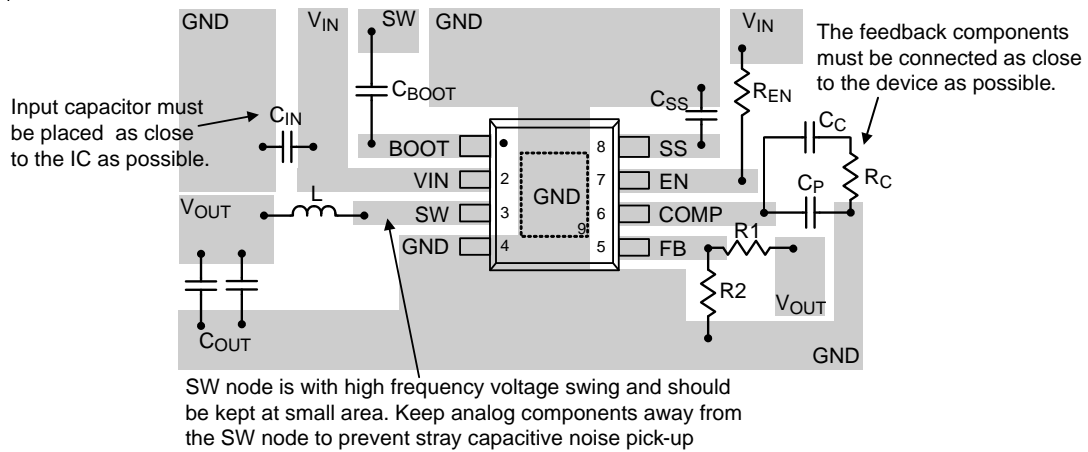 GND
VIN
SW
GND
VIN
The feedback components
must be connected as close
to the device as possible.
Input capacitor must
be placed as close
to the IC as possible.
CIN
CBOOT
CSS
REN
CC
RC
CP
BOOT
8
SS
VIN
2
GND
7
EN
VOUT
L
SW
3
9
6
COMP
GND
4
5
FB
R1
R2
VOUT
COUT
GND
SW node is with high frequency voltage swing and should
be kept at small area. Keep analog components away from
the SW node to prevent stray capacitive noise pick-up